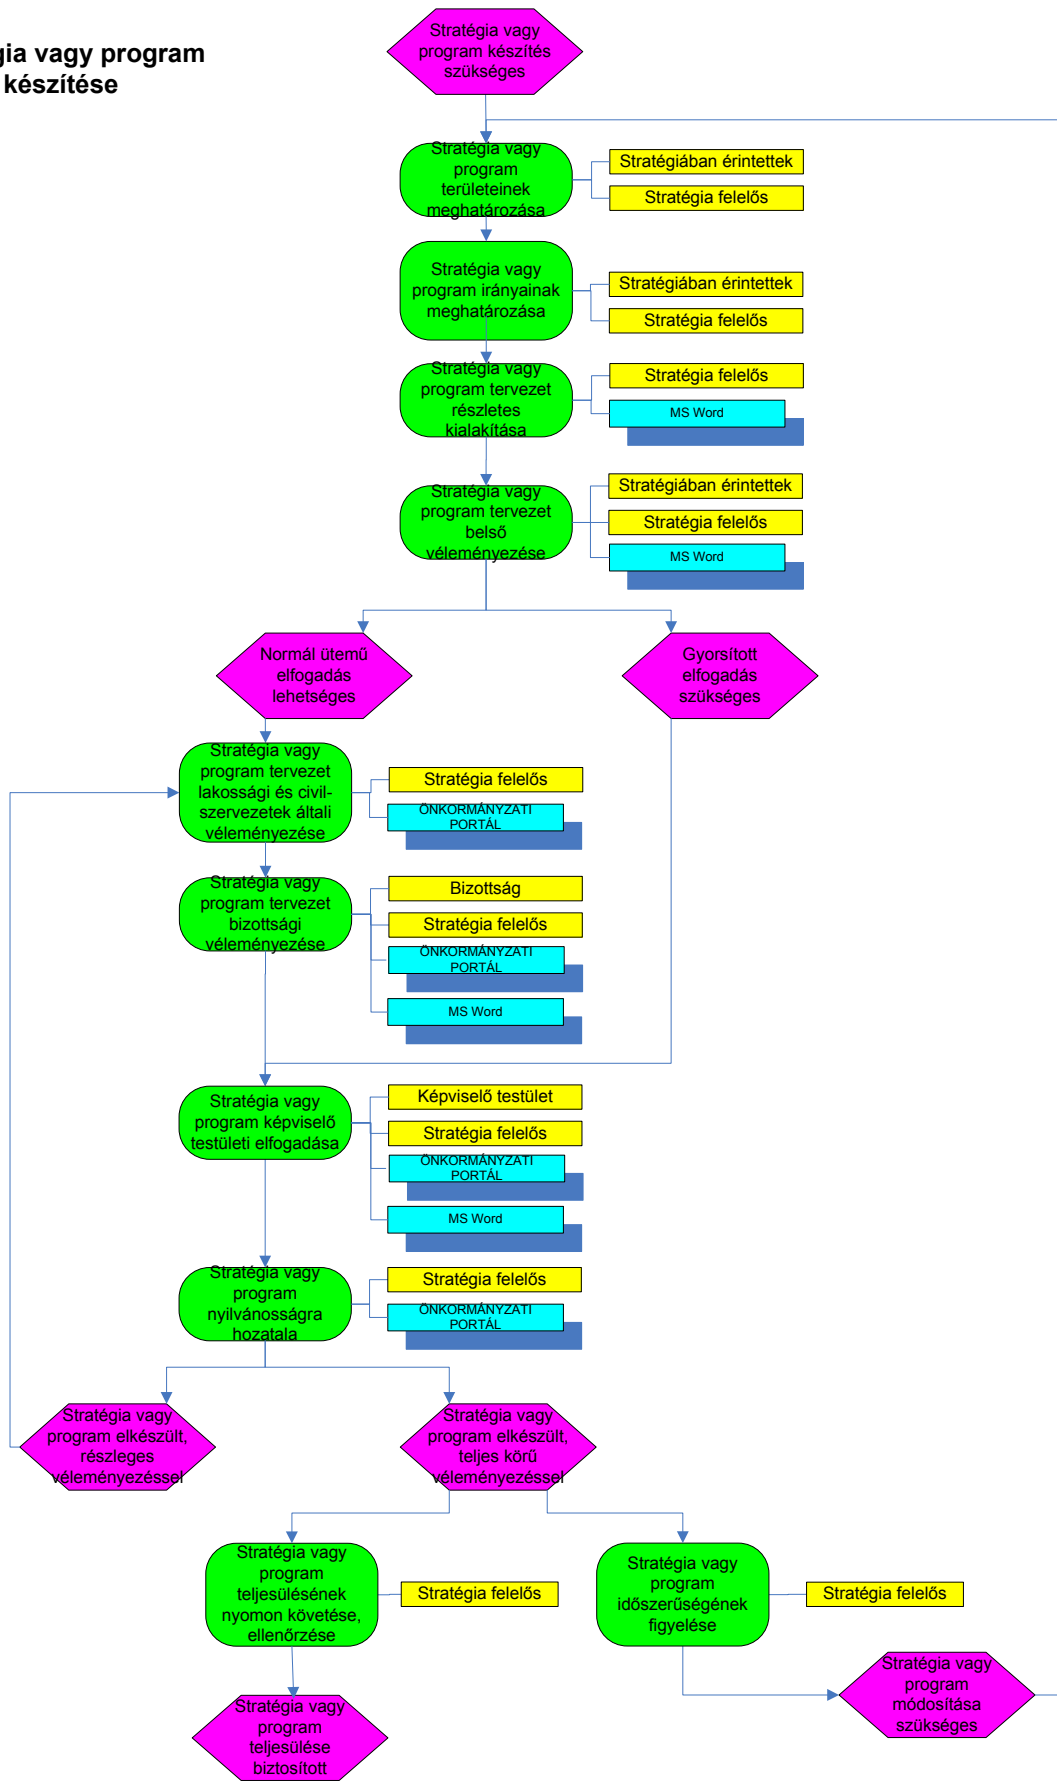 gia vagy program
készítése
Stratégia vagy
program készítés
szükséges
Stratégia vagy
program
területeinek
meghatározása
Stratégiában érintettek
Stratégia felelős
Stratégia vagy
program irányainak
meghatározása
Stratégiában érintettek
Stratégia felelős
Stratégia vagy
program tervezet
részletes
kialakítása
Stratégia felelős
MS Word
Stratégia vagy
program tervezet
belső
véleményezése
Stratégiában érintettek
Stratégia felelős
MS Word
Normál ütemű
elfogadás
lehetséges
Gyorsított
elfogadás
szükséges
Stratégia vagy
program tervezet
lakossági és civil-
szervezetek általi
véleményezése
Stratégia felelős
ÖNKORMÁNYZATI
PORTÁL
Stratégia vagy
program tervezet
bizottsági
véleményezése
Bizottság
Stratégia felelős
ÖNKORMÁNYZATI
PORTÁL
MS Word
Stratégia vagy
program képviselő
testületi elfogadása
Képviselő testület
Stratégia felelős
ÖNKORMÁNYZATI
PORTÁL
MS Word
Stratégia vagy
program
nyilvánosságra
hozatala
Stratégia felelős
ÖNKORMÁNYZATI
PORTÁL
Stratégia vagy
program elkészült,
részleges
véleményezéssel
Stratégia vagy
program elkészült,
teljes körű
véleményezéssel
Stratégia vagy
program
teljesülésének
nyomon követése,
ellenőrzése
Stratégia felelős
Stratégia vagy
program
időszerűségének
figyelése
Stratégia felelős
Stratégia vagy
program
módosítása
szükséges
Stratégia vagy
program
teljesülése
biztosított